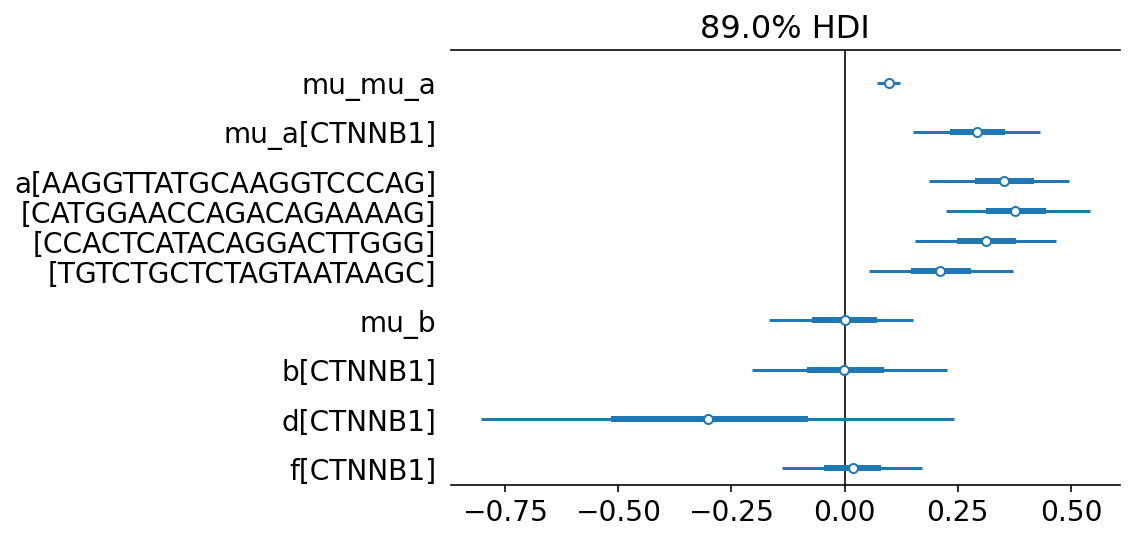 89.0% HDI
mu_mu_a
mu_a[CTNNB1]
a[AAGGTTATGCAAGGTCCCAG]
[CATGGAACCAGACAGAAAAG]
[CCACTCATACAGGACTTGGG]
[TGTCTGCTCTAGTAATAAGC]
mu_b
b[CTNNB1]
d[CTNNB1]
f[CTNNB1]
−0.75 −0.50 −0.25 0.00 0.25 0.50